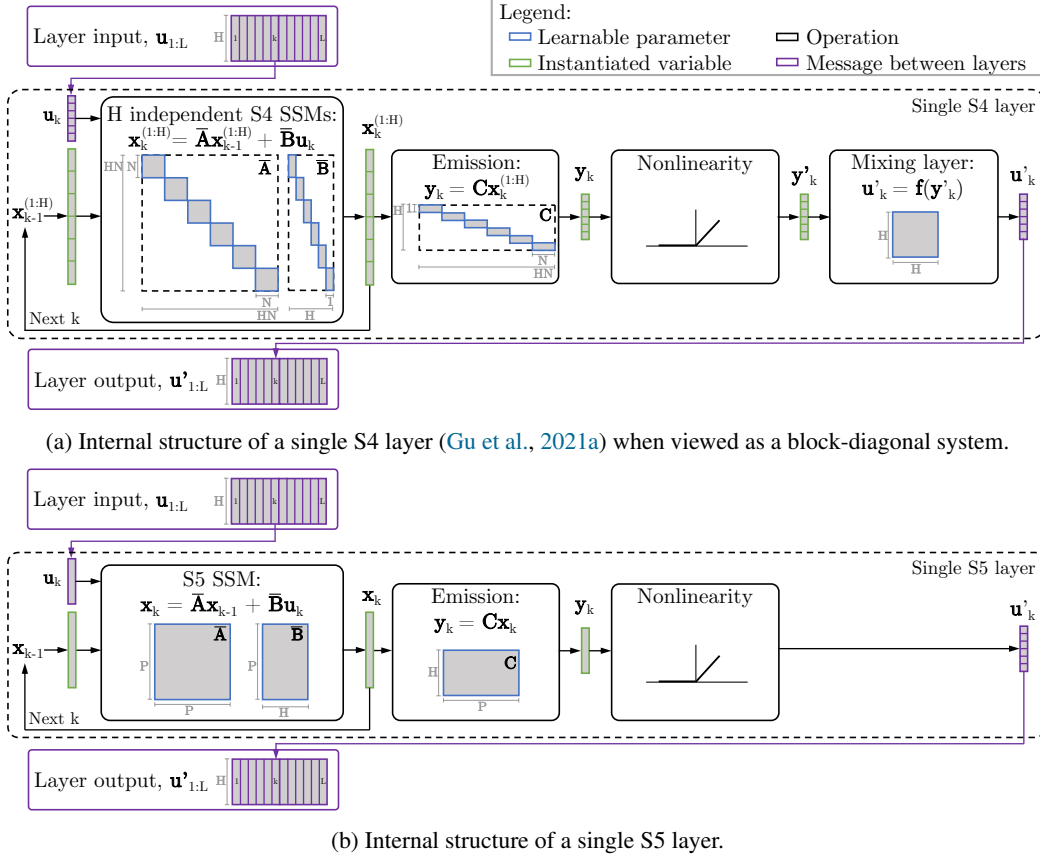 Layer input, u1:L
H
1
k
L
Legend:
Learnable parameter
Operation
Instantiated variable
Message between layers
Single S4 layer
uk
H independent S4 SSMs:
xk(1:H) = A̅xk-1(1:H) + B̅uk
HN
N
A̅
B̅
N
HN
1
H
xk-1(1:H)
Next k
xk(1:H)
Emission:
yk = Cxk(1:H)
H
1
C
N
HN
yk
Nonlinearity
y'k
Mixing layer:
u'k = f(y'k)
H
H
u'k
Layer output, u'1:L
H
1
k
L
(a) Internal structure of a single S4 layer (Gu et al., 2021a) when viewed as a block-diagonal system.
Layer input, u1:L
H
1
k
L
Single S5 layer
uk
S5 SSM:
xk = A̅xk-1 + B̅uk
P
A̅
B̅
P
H
xk-1
Next k
xk
Emission:
yk = Cxk
H
C
P
yk
Nonlinearity
u'k
Layer output, u'1:L
H
1
k
L
(b) Internal structure of a single S5 layer.